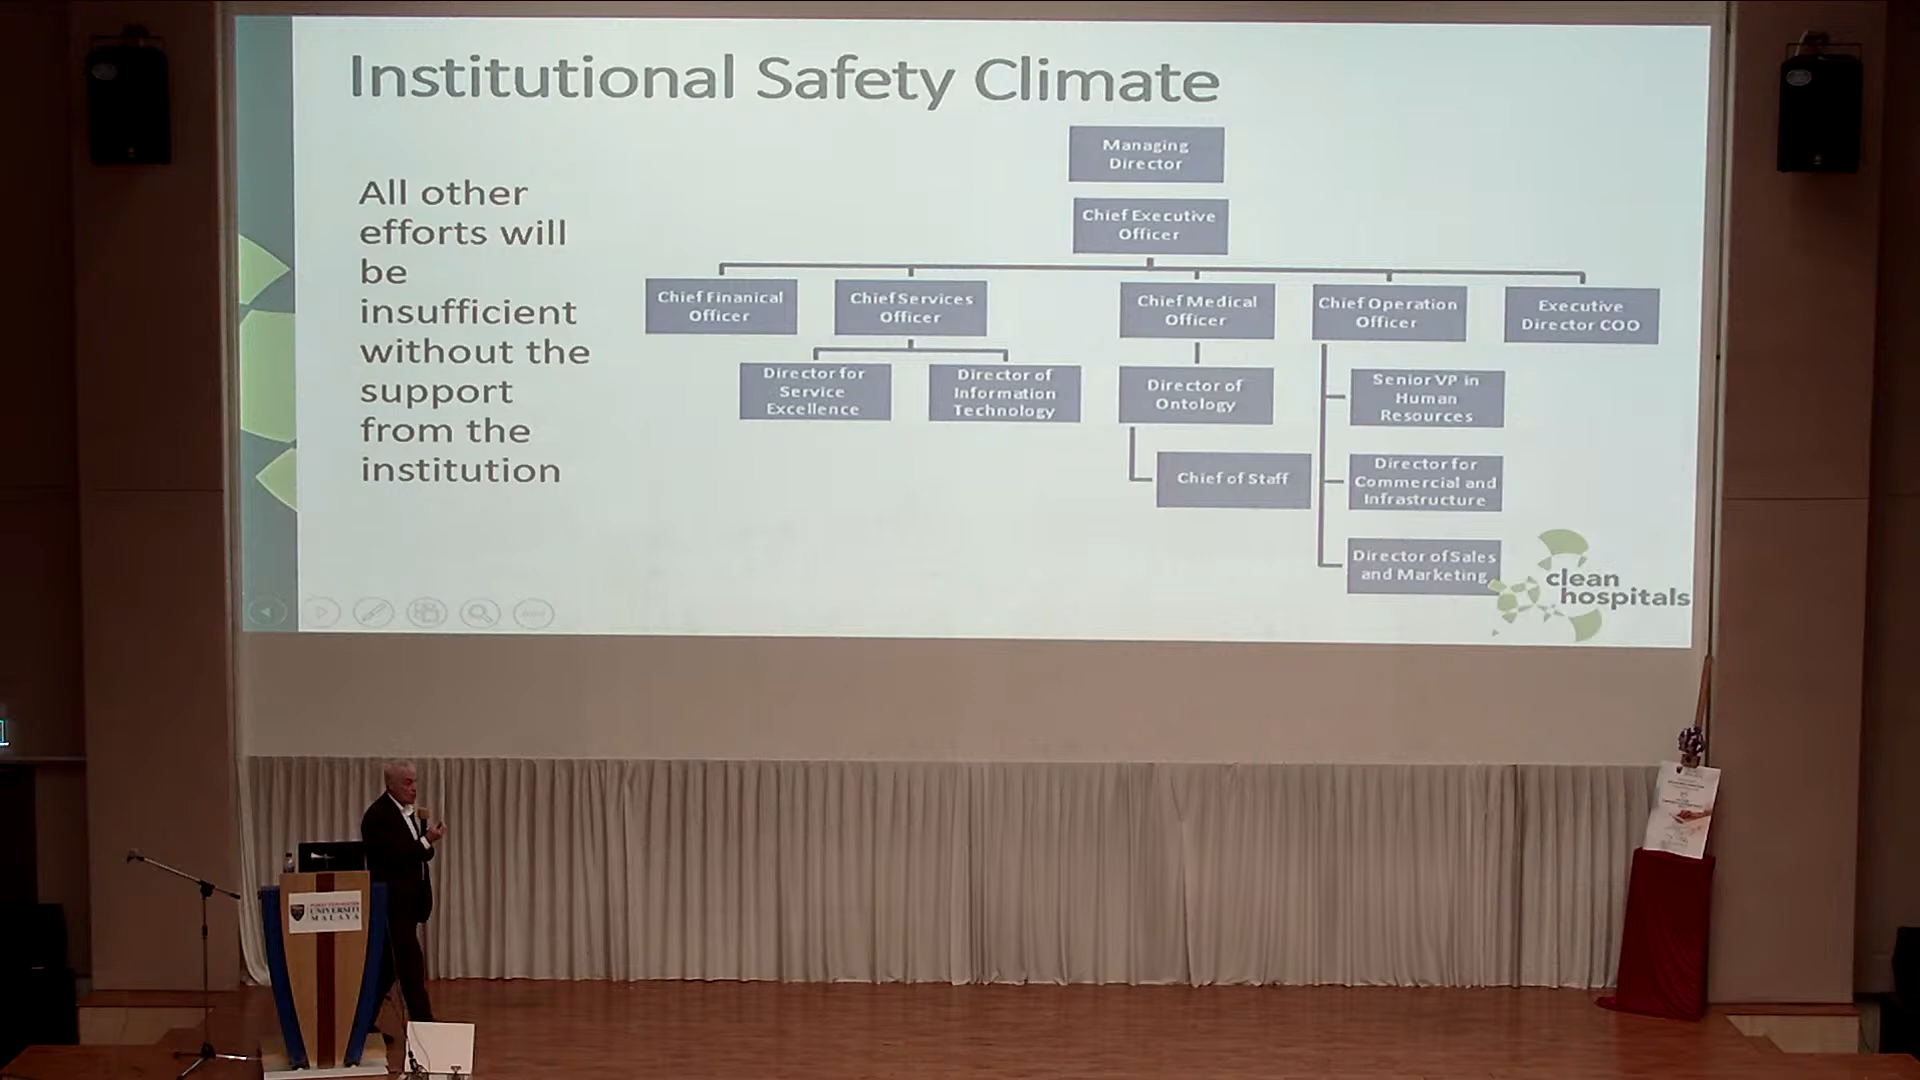 Institutional Safety Climate
All other
efforts will
be
insufficient
without the
support
from the
institution
Managing
Director
Chief Executive
Officer
Chief Finanical
Officer
Chief Services
Officer
Chief Medical
Officer
Chief Operation
Officer
Executive
Director COO
Director for
Service
Excellence
Director of
Information
Technology
Director of
Ontology
Chief of Staff
Senior VP in
Human
Resources
Director for
Commercial and
Infrastructure
Director of Sales
and Marketing
clean
hospitals
UNIVERSITI
MALAYA